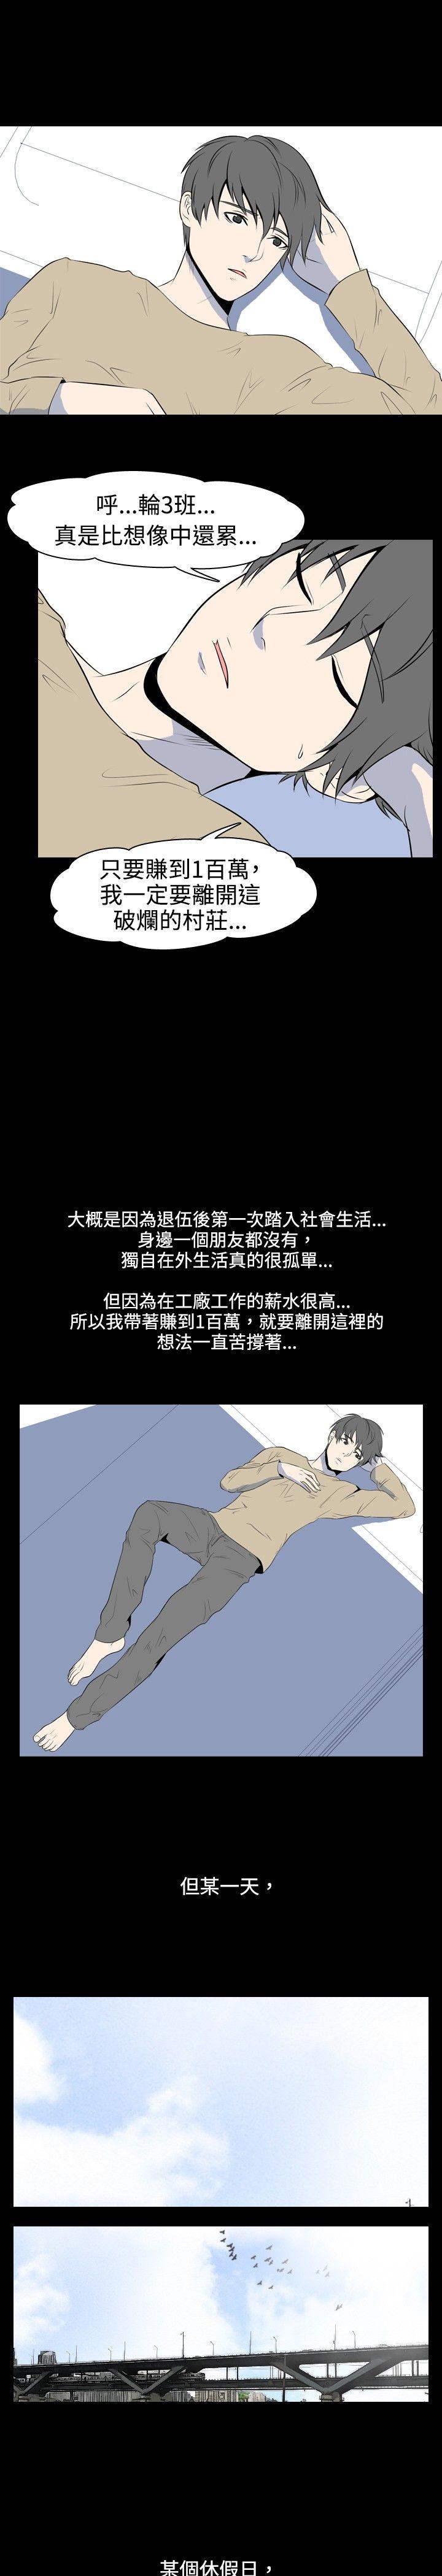 呼...輪3班...
真是比想像中還累...
只要賺到1百萬，
我一定要離開這
破爛的村莊...
大概是因為退伍後第一次踏入社會生活...
身邊一個朋友都沒有，
獨自在外生活真的很孤單...
但因為在工廠工作的薪水很高...
所以我帶著賺到1百萬，就要離開這裡的
想法一直苦撐著...
但某一天，
某個休假日，